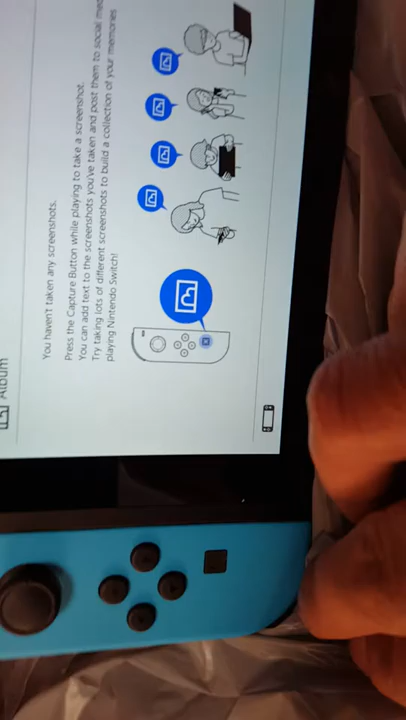 Album
You haven't taken any screenshots.
Press the Capture Button while playing to take a screenshot.
You can add text to the screenshots you've taken and post them to social
Try taking lots of different screenshots to build a collection of your memories
playing Nintendo Switch!